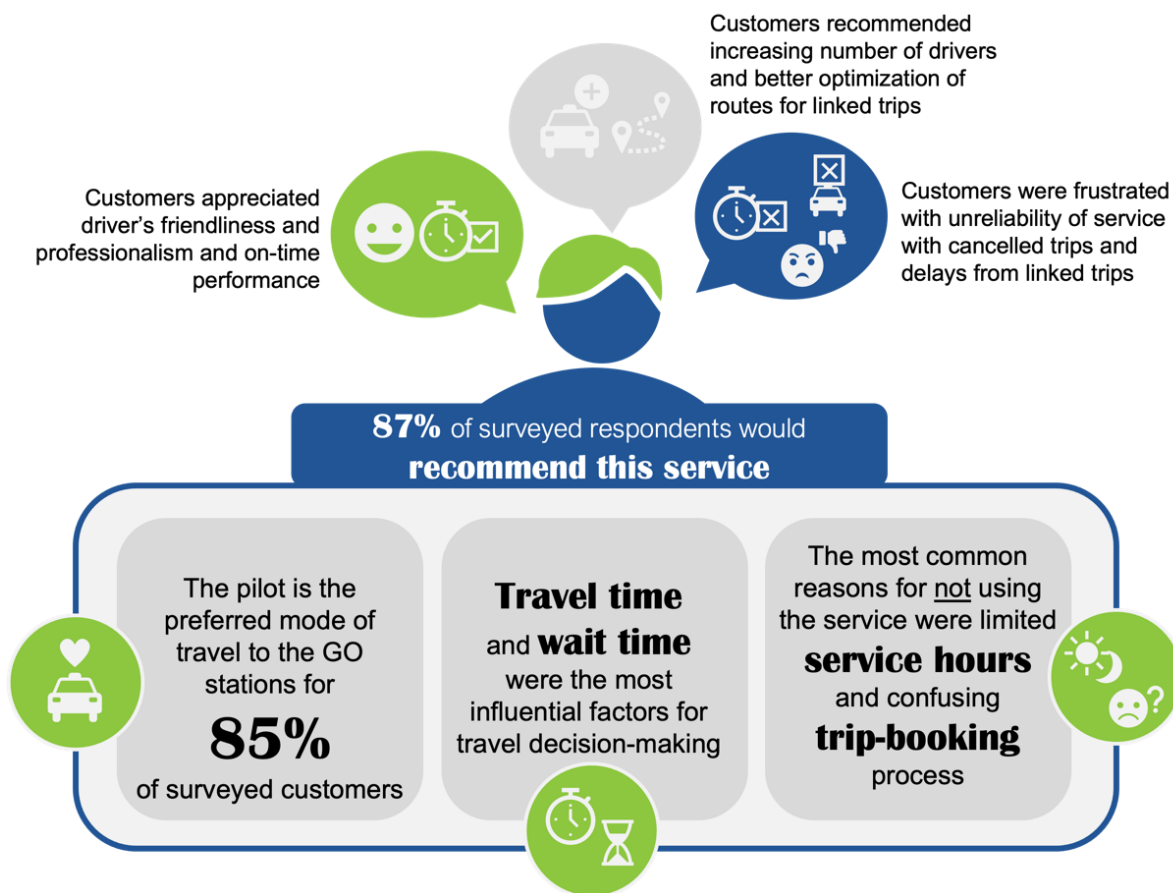 Customers recommended
increasing number of drivers
and better optimization of
routes for linked trips
Customers appreciated
driver's friendliness and
professionalism and on-time
performance
Customers were frustrated
with unreliability of service
with cancelled trips and
delays from linked trips
87% of surveyed respondents would
recommend this service
The pilot is the
preferred mode of
travel to the GO
stations for
85%
of surveyed customers
Travel time
and wait time
were the most
influential factors for
travel decision-making
The most common
reasons for not using
the service were limited
service hours
and confusing
trip-booking
process
?